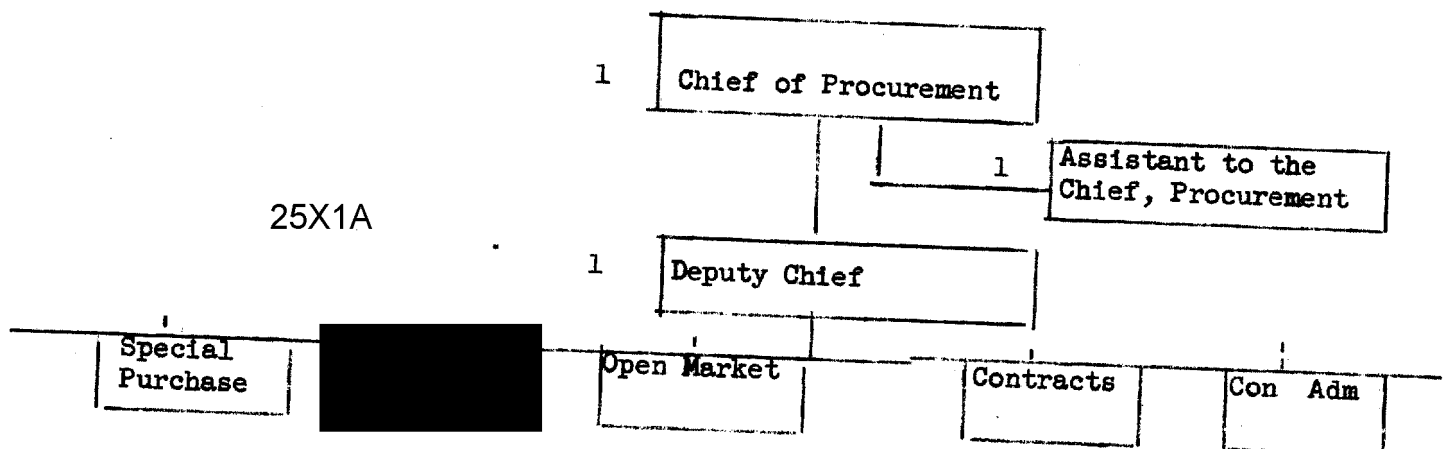 1
Chief of Procurement
1
Assistant to the
Chief, Procurement
25X1A
1
Deputy Chief
Special
Purchase
Open Market
Contracts
Con Adm